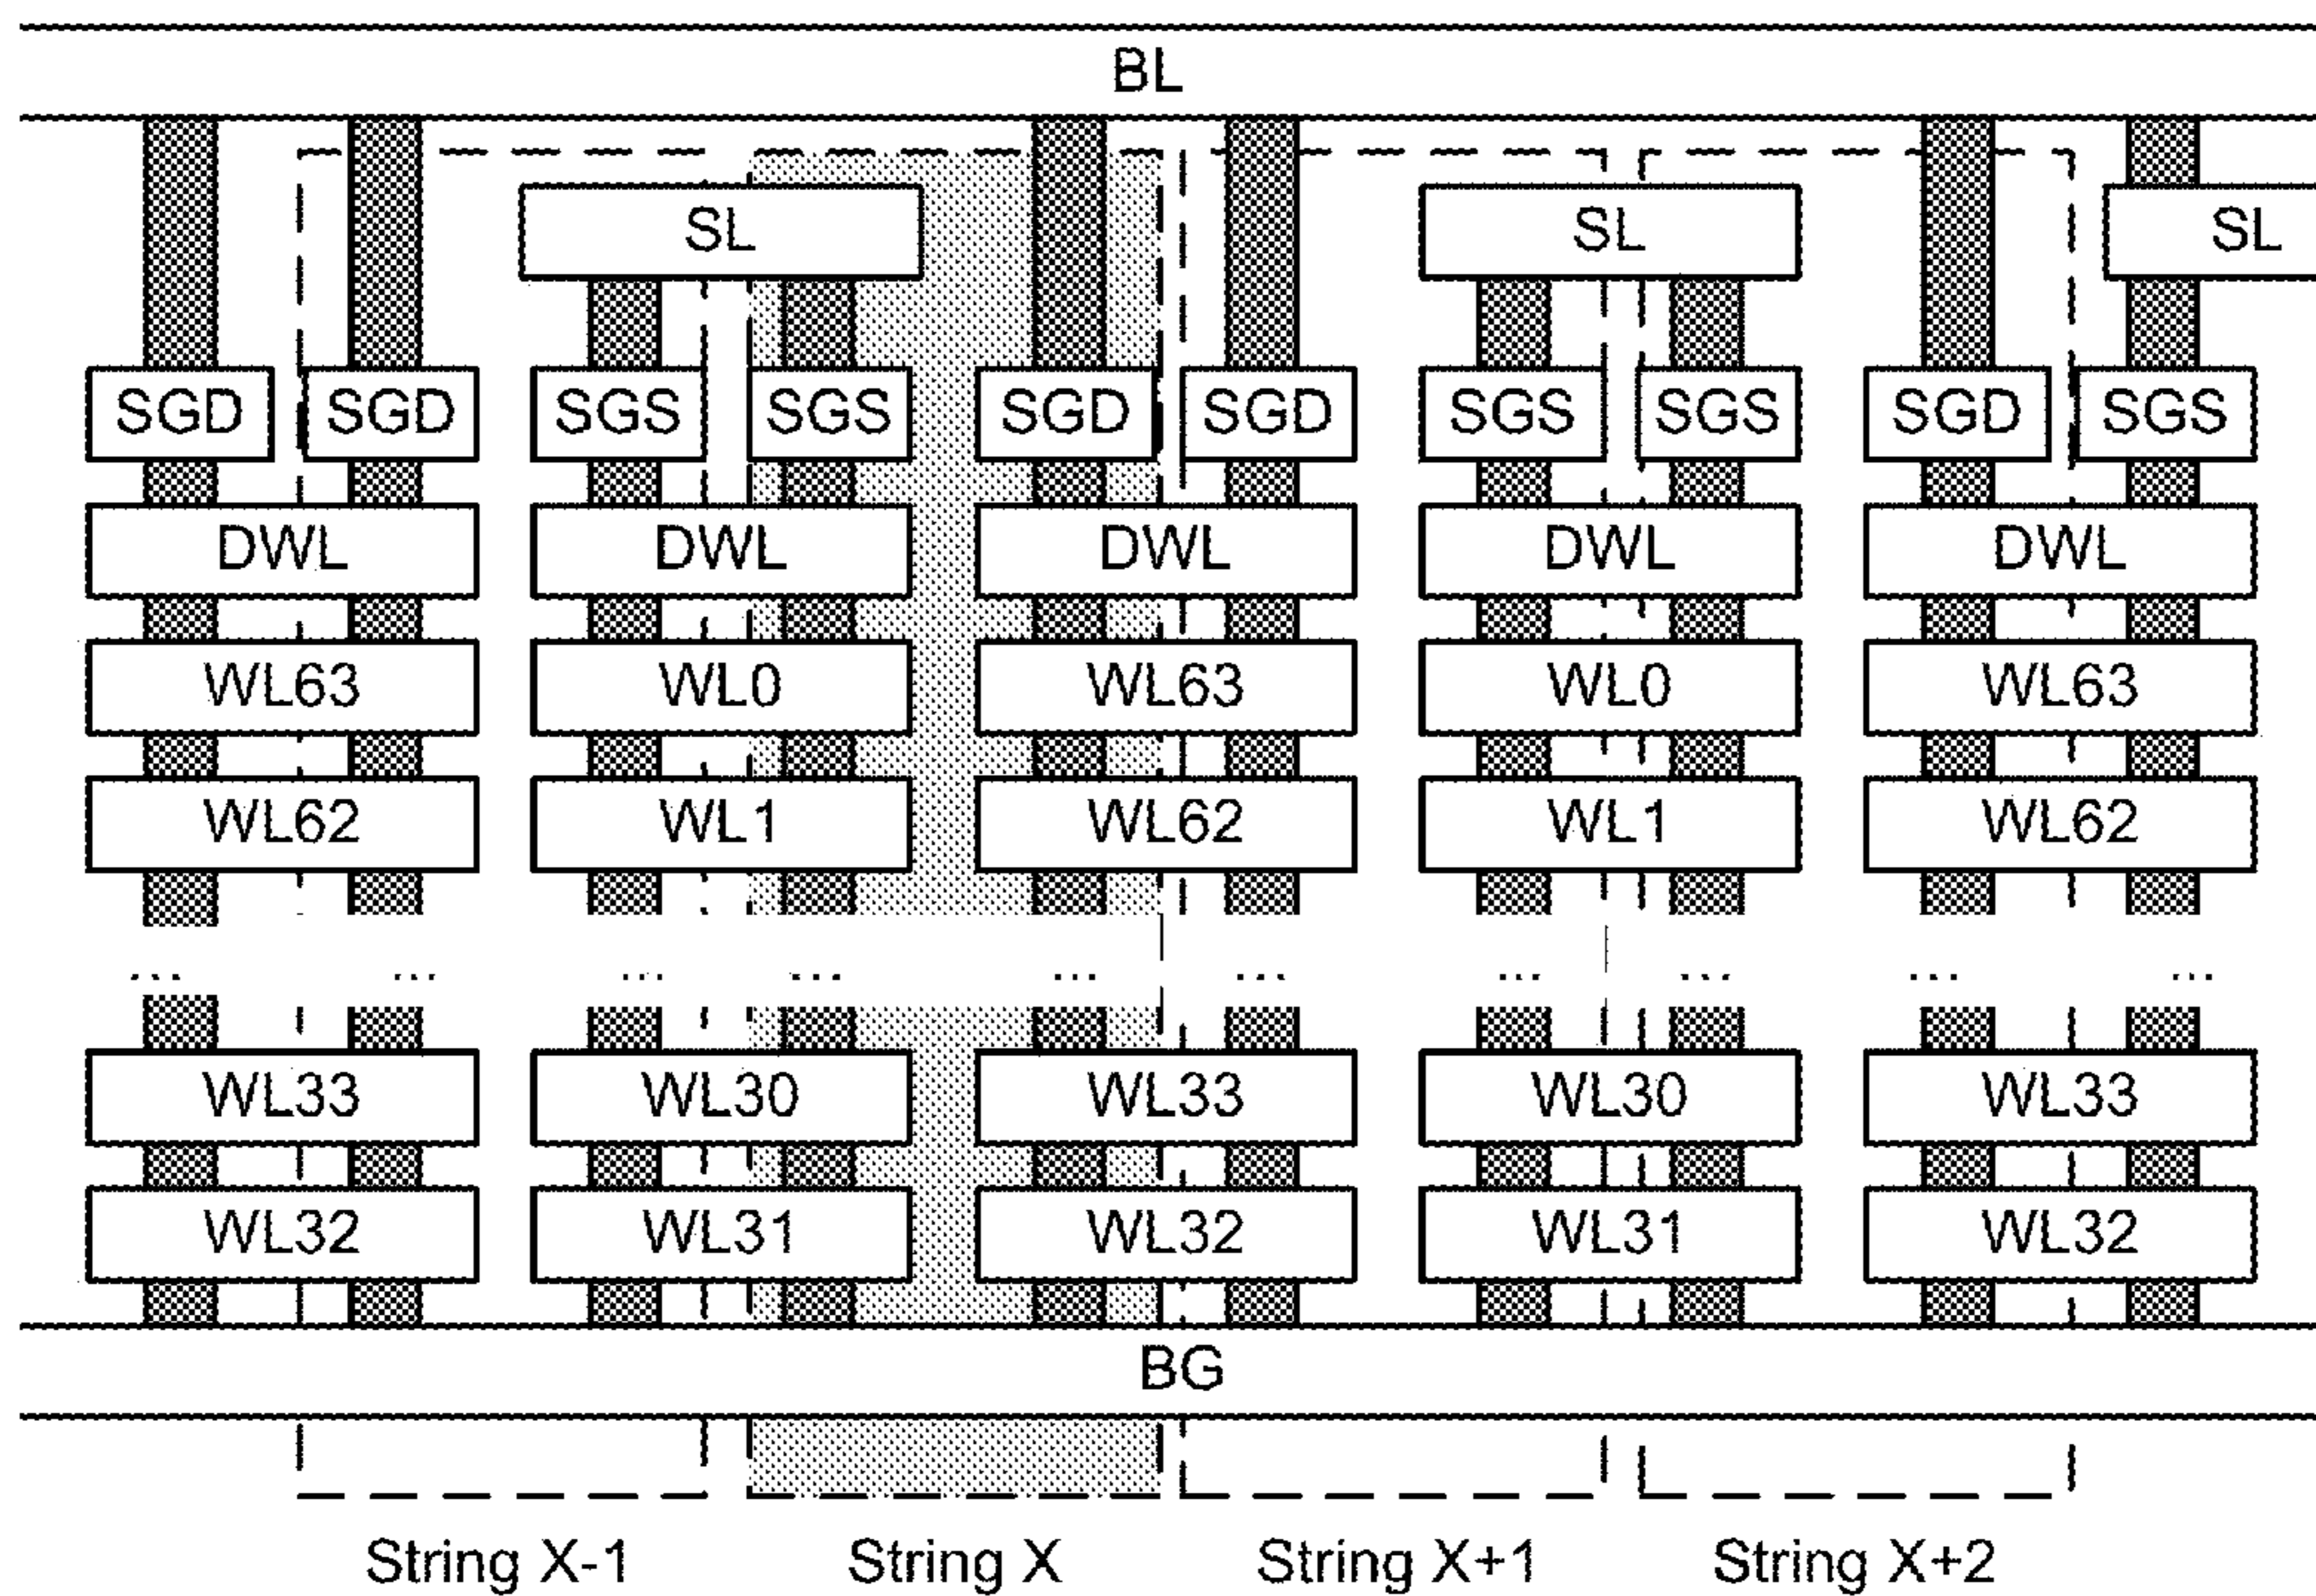 BL
SL SL SL
SGD SGD SGS SGS SGD SGD SGS SGS SGD SGS
DWL DWL DWL DWL DWL
WL63 WL0 WL63 WL0 WL63
WL62 WL1 WL62 WL1 WL62
... ... ... ... ... ... ... ... ... ...
WL33 WL30 WL33 WL30 WL33
WL32 WL31 WL32 WL31 WL32
BG
String X-1 String X String X+1 String X+2